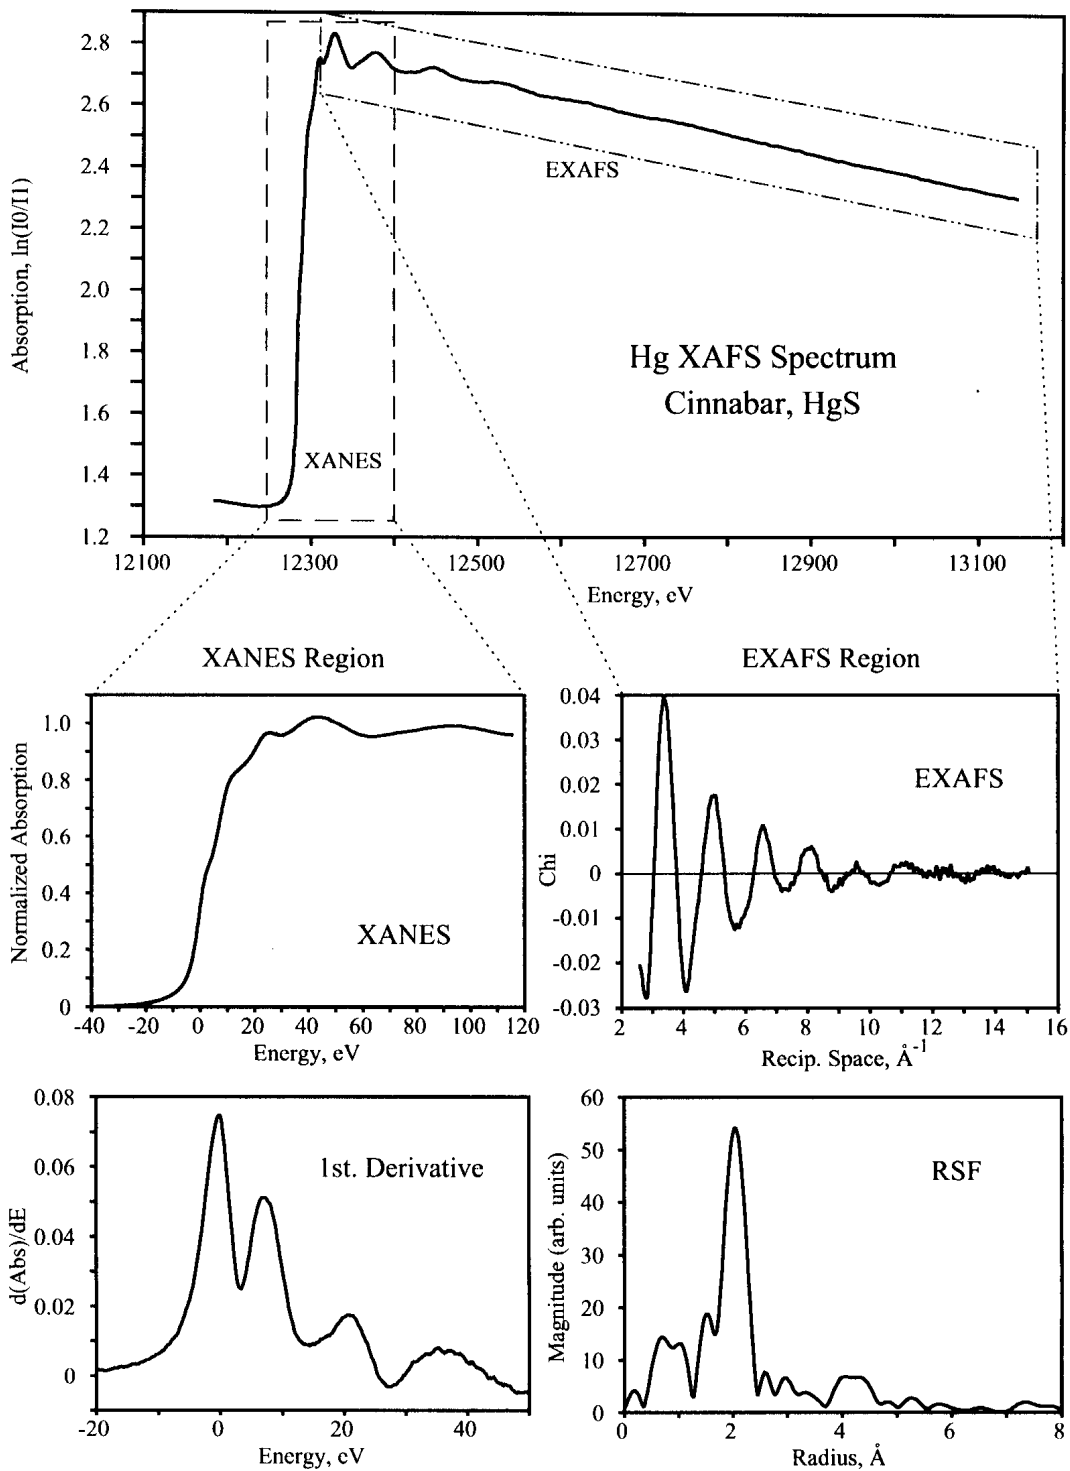 2.8
2.6
2.4
2.2
2.0
1.8
1.6
1.4
1.2
Absorption, ln(I0/I1)
EXAFS
Hg XAFS Spectrum
Cinnabar, HgS
XANES
12100 12300 12500 12700 12900 13100
Energy, eV
XANES Region
1.0
0.8
0.6
0.4
0.2
0
Normalized Absorption
XANES
-40 -20 0 20 40 60 80 100 120
Energy, eV
EXAFS Region
0.04
0.03
0.02
0.01
0
-0.01
-0.02
-0.03
Chi
EXAFS
2 4 6 8 10 12 14 16
Recip. Space, Å-1
0.08
0.06
0.04
0.02
0
d(Abs)/dE
1st. Derivative
-20 0 20 40
Energy, eV
60
50
40
30
20
10
0
Magnitude (arb. units)
RSF
0 2 4 6 8
Radius, Å